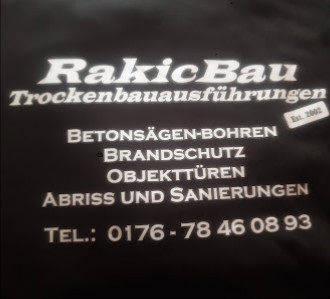 RakicBau
Trockenbauausführungen
Est. 2002
Betonsägen-bohren
Brandschutz
Objekttüren
Abriss und Sanierungen
Tel.: 0176 - 78 46 08 93